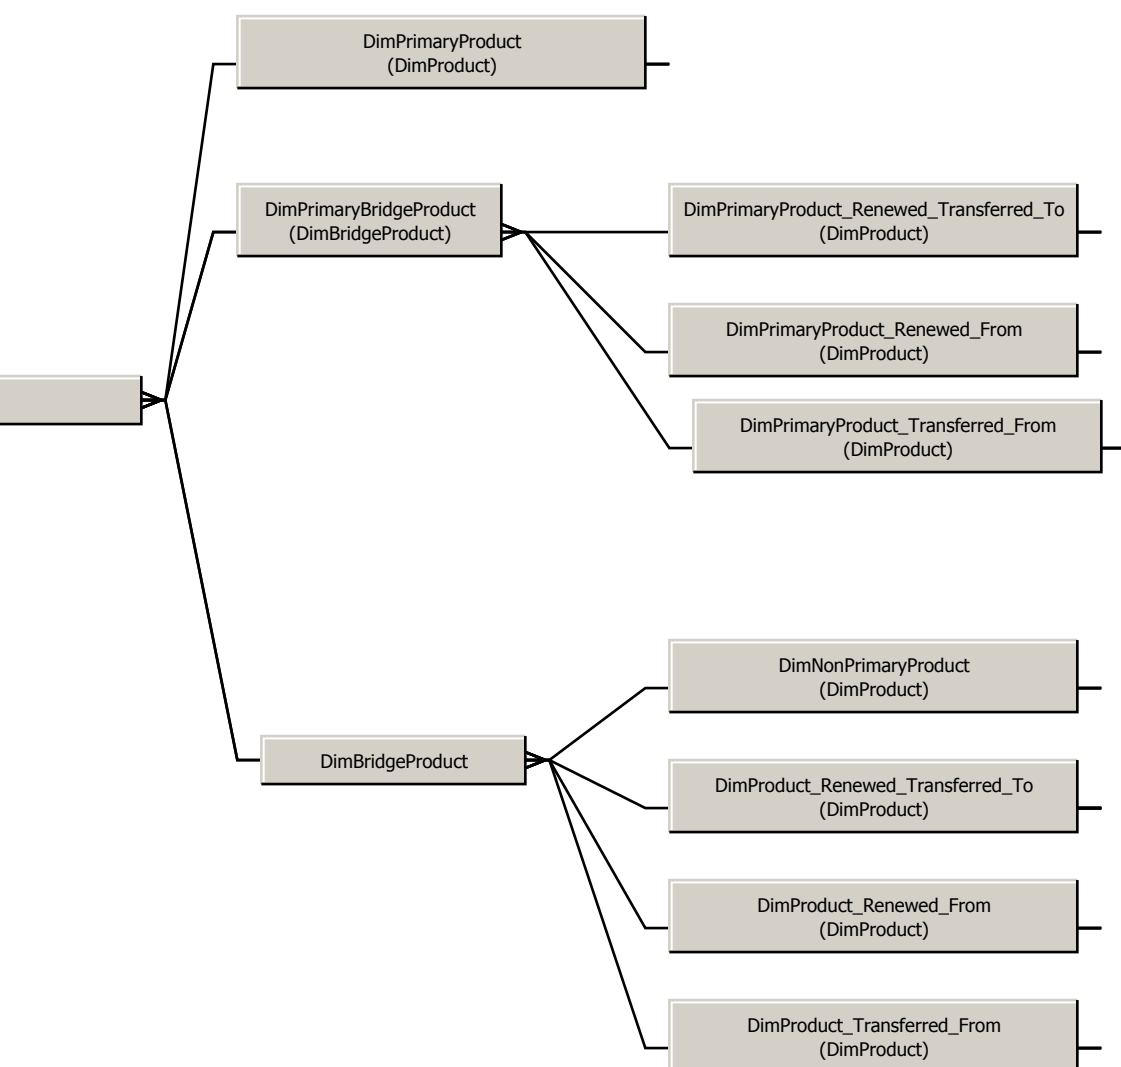 DimPrimaryProduct
(DimProduct)
DimPrimaryBridgeProduct
(DimBridgeProduct)
DimPrimaryProduct_Renewed_Transferred_To
(DimProduct)
DimPrimaryProduct_Renewed_From
(DimProduct)
DimPrimaryProduct_Transferred_From
(DimProduct)
DimBridgeProduct
DimNonPrimaryProduct
(DimProduct)
DimProduct_Renewed_Transferred_To
(DimProduct)
DimProduct_Renewed_From
(DimProduct)
DimProduct_Transferred_From
(DimProduct)